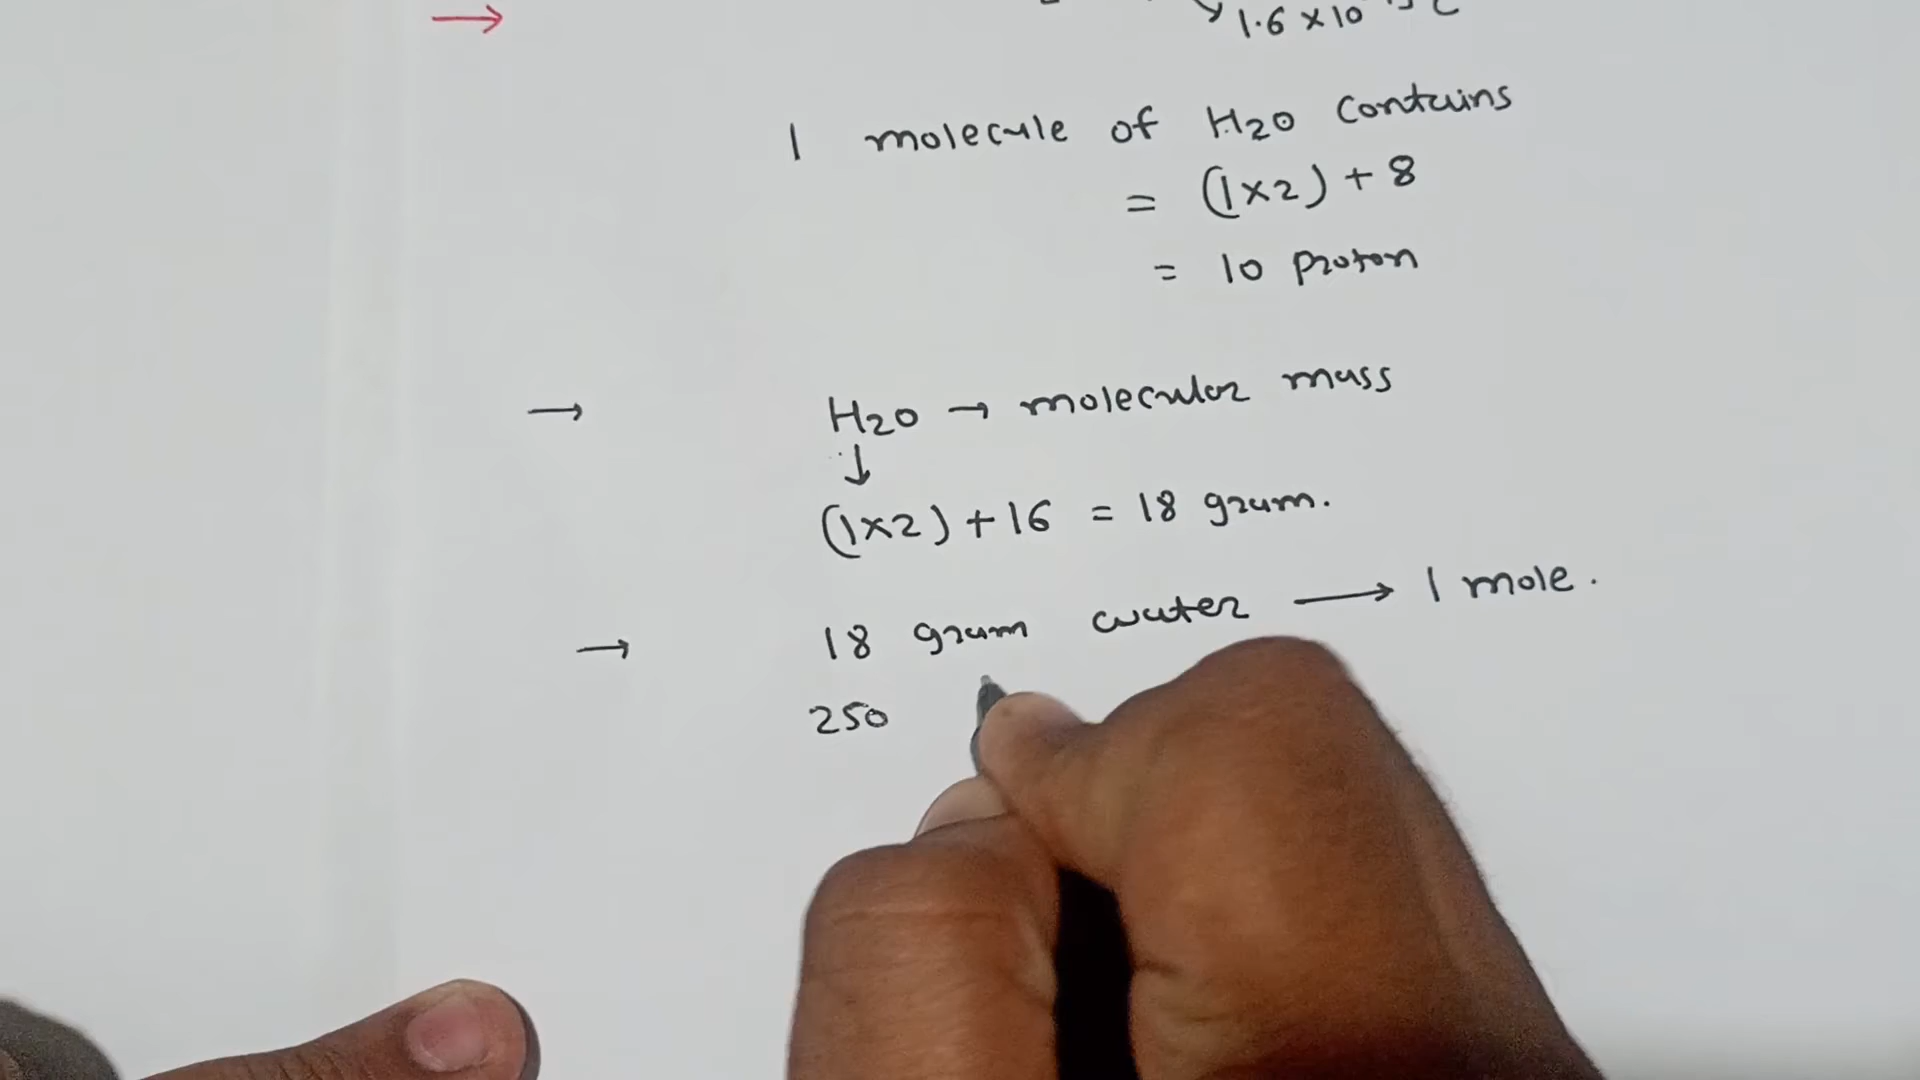 1.6 × 10 C
1 molecule of H2O contains
= (1×2) + 8
= 10 proton
→ H2O → molecular mass
↓
(1×2) + 16 = 18 gram.
→ 18 gram water → 1 mole.
250